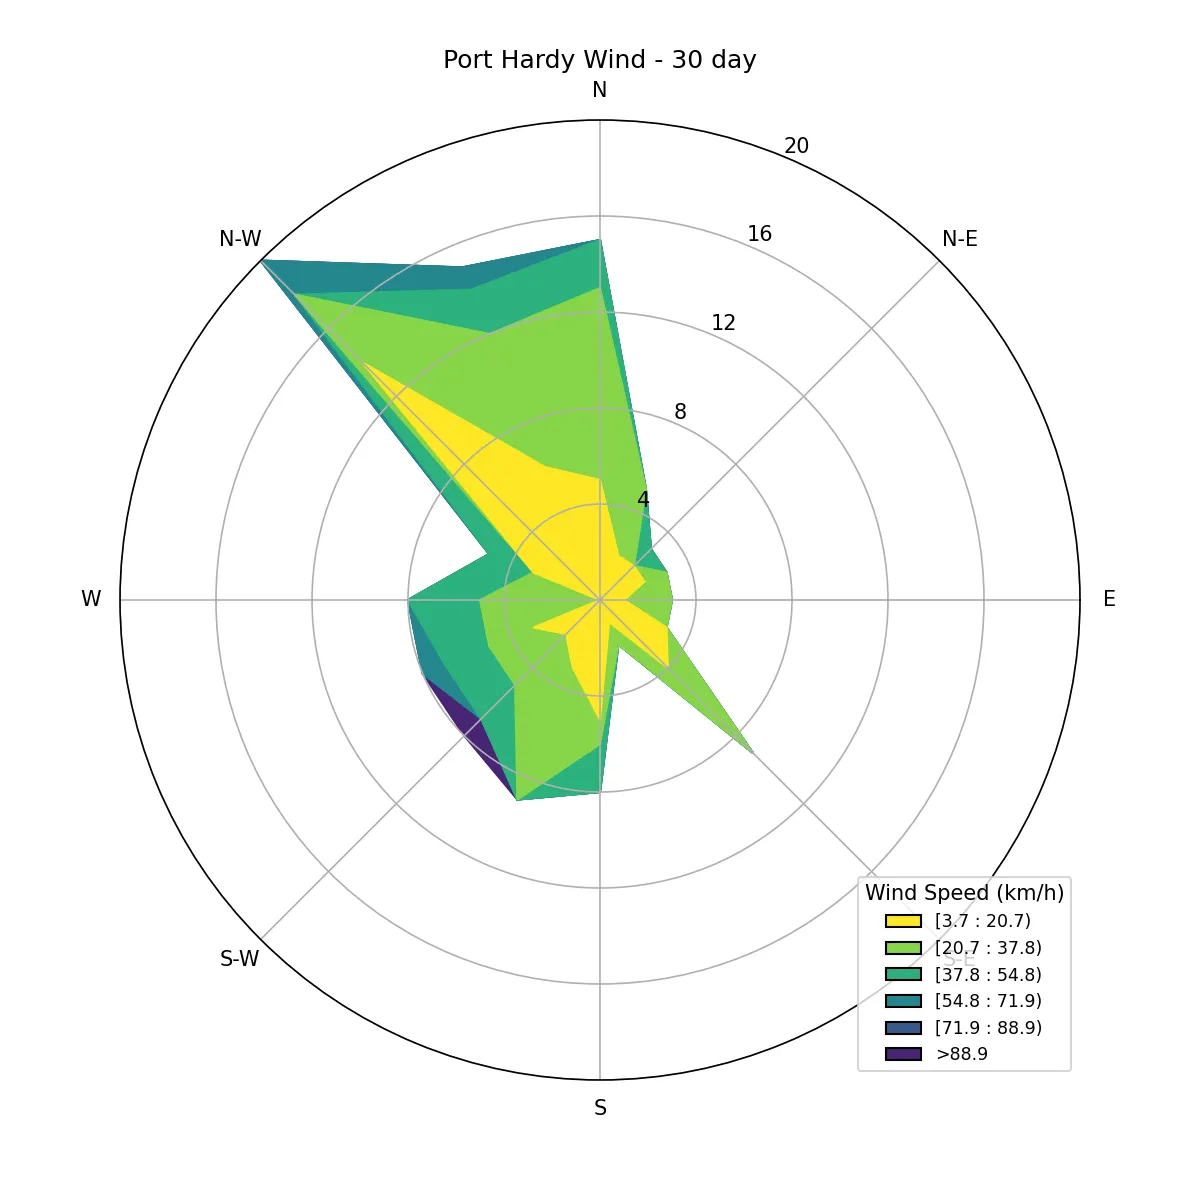 Port Hardy Wind - 30 day
N
20
N-W
16
N-E
12
8
4
W
E
Wind Speed (km/h)
[3.7 : 20.7)
[20.7 : 37.8)
S-W
S-E
[37.8 : 54.8)
[54.8 : 71.9)
[71.9 : 88.9)
>88.9
S